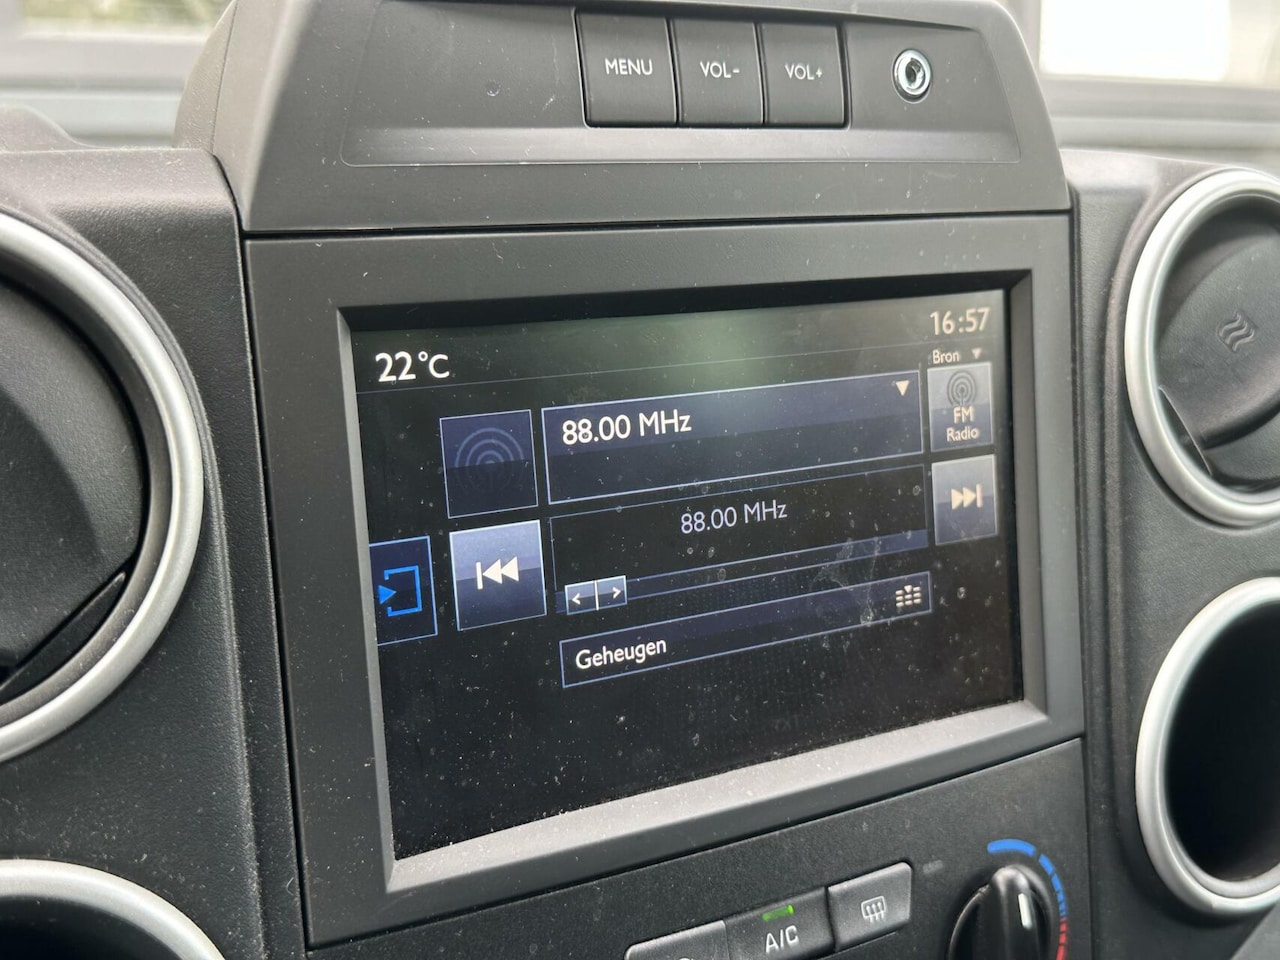 MENU
VOL-
VOL+
22°C
16:57
Bron
88.00 MHz
FM
Radio
88.00 MHz
Geheugen
A/C